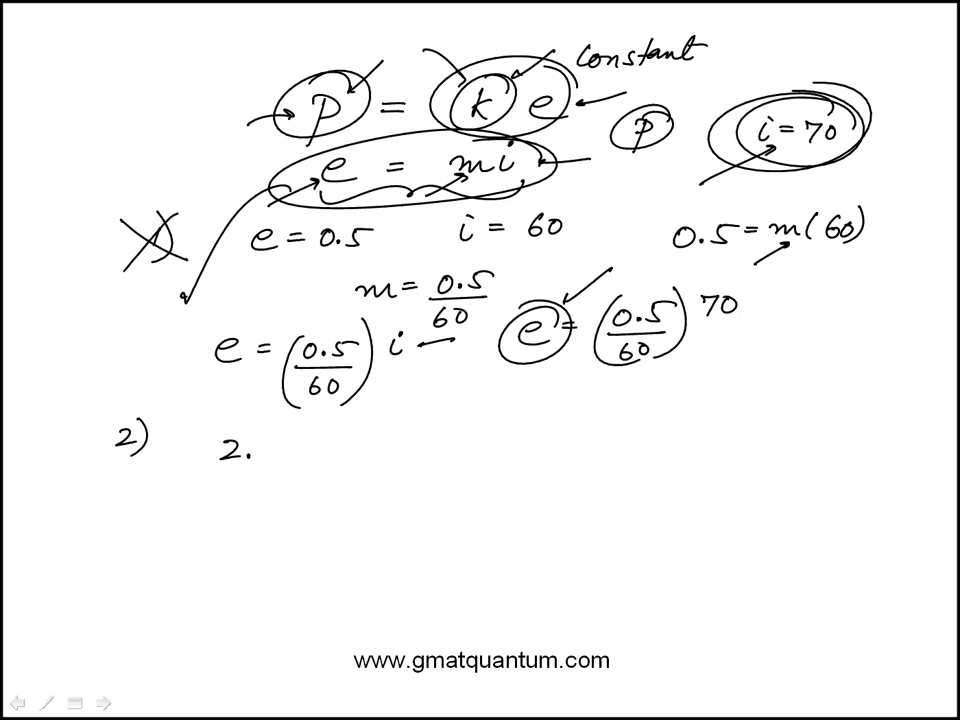 constant
P = k e
P
i = 70
e = mi
1)
e = 0.5 i = 60 0.5 = m(60)
m = 0.5/60
e = (0.5/60) i e = (0.5/60) 70
2) 2.
www.gmatquantum.com